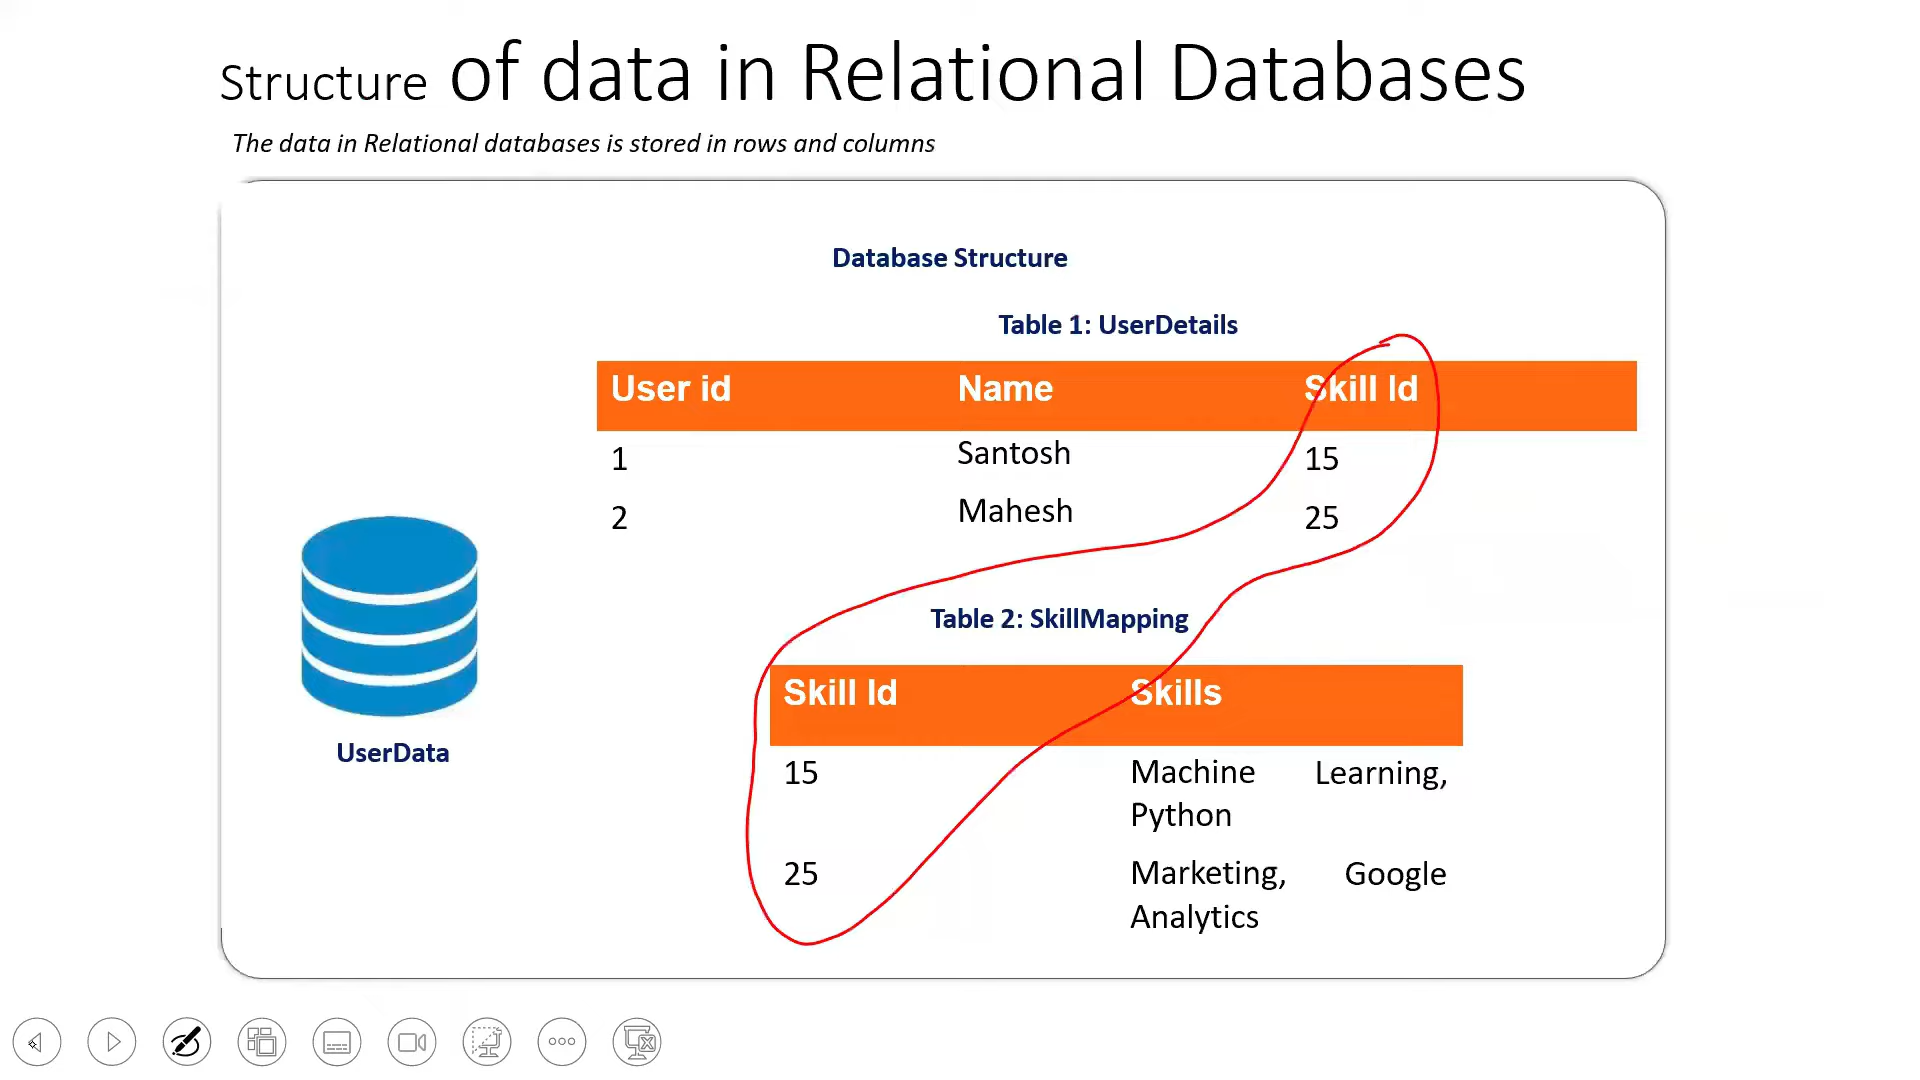 Structure of data in Relational Databases
The data in Relational databases is stored in rows and columns
Database Structure
Table 1: UserDetails
User id Name Skill Id
1 Santosh 15
2 Mahesh 25
Table 2: SkillMapping
Skill Id Skills
15 Machine Learning,
Python
25 Marketing, Google
Analytics
UserData